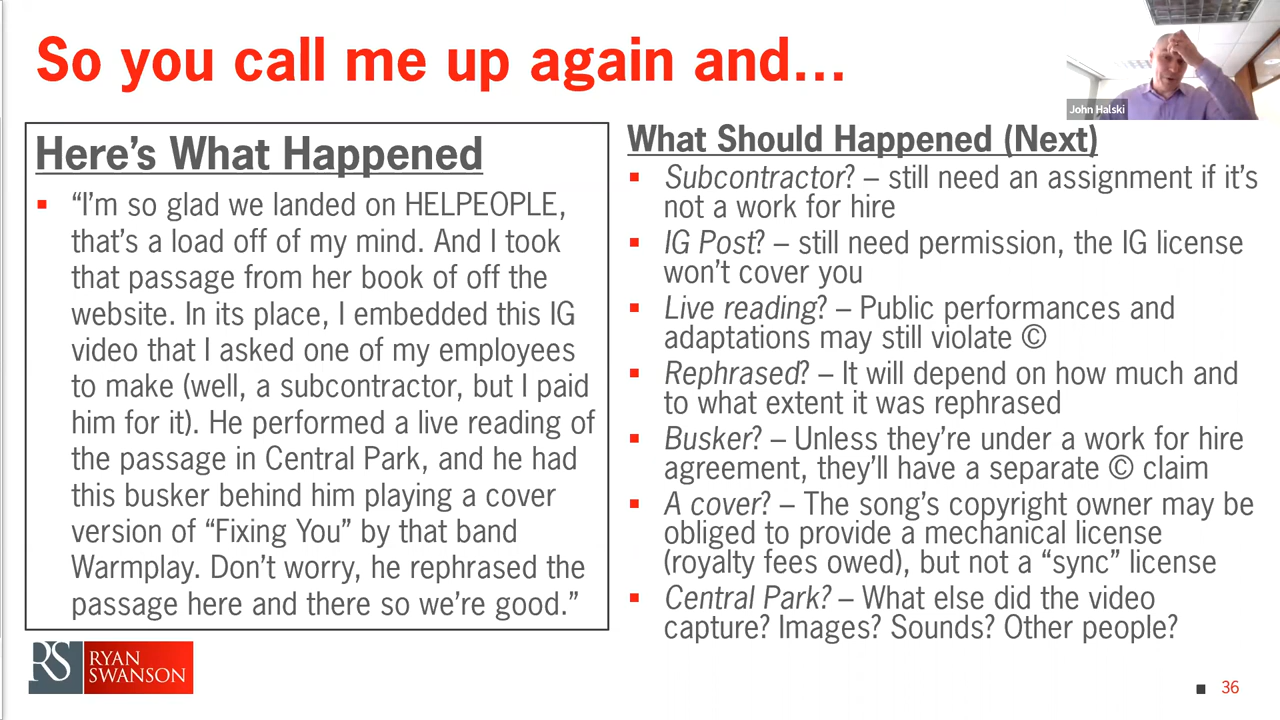 So you call me up again and...
John Halski
Here's What Happened
▪ "I'm so glad we landed on HELPEOPLE,
that's a load off of my mind. And I took
that passage from her book of off the
website. In its place, I embedded this IG
video that I asked one of my employees
to make (well, a subcontractor, but I paid
him for it). He performed a live reading of
the passage in Central Park, and he had
this busker behind him playing a cover
version of "Fixing You" by that band
Warmplay. Don't worry, he rephrased the
passage here and there so we're good."
What Should Happened (Next)
▪ Subcontractor? – still need an assignment if it's
not a work for hire
▪ IG Post? – still need permission, the IG license
won't cover you
▪ Live reading? – Public performances and
adaptations may still violate ©
▪ Rephrased? – It will depend on how much and
to what extent it was rephrased
▪ Busker? – Unless they're under a work for hire
agreement, they'll have a separate © claim
▪ A cover? – The song's copyright owner may be
obliged to provide a mechanical license
(royalty fees owed), but not a "sync" license
▪ Central Park? – What else did the video
capture? Images? Sounds? Other people?
RS RYAN
SWANSON
▪ 36